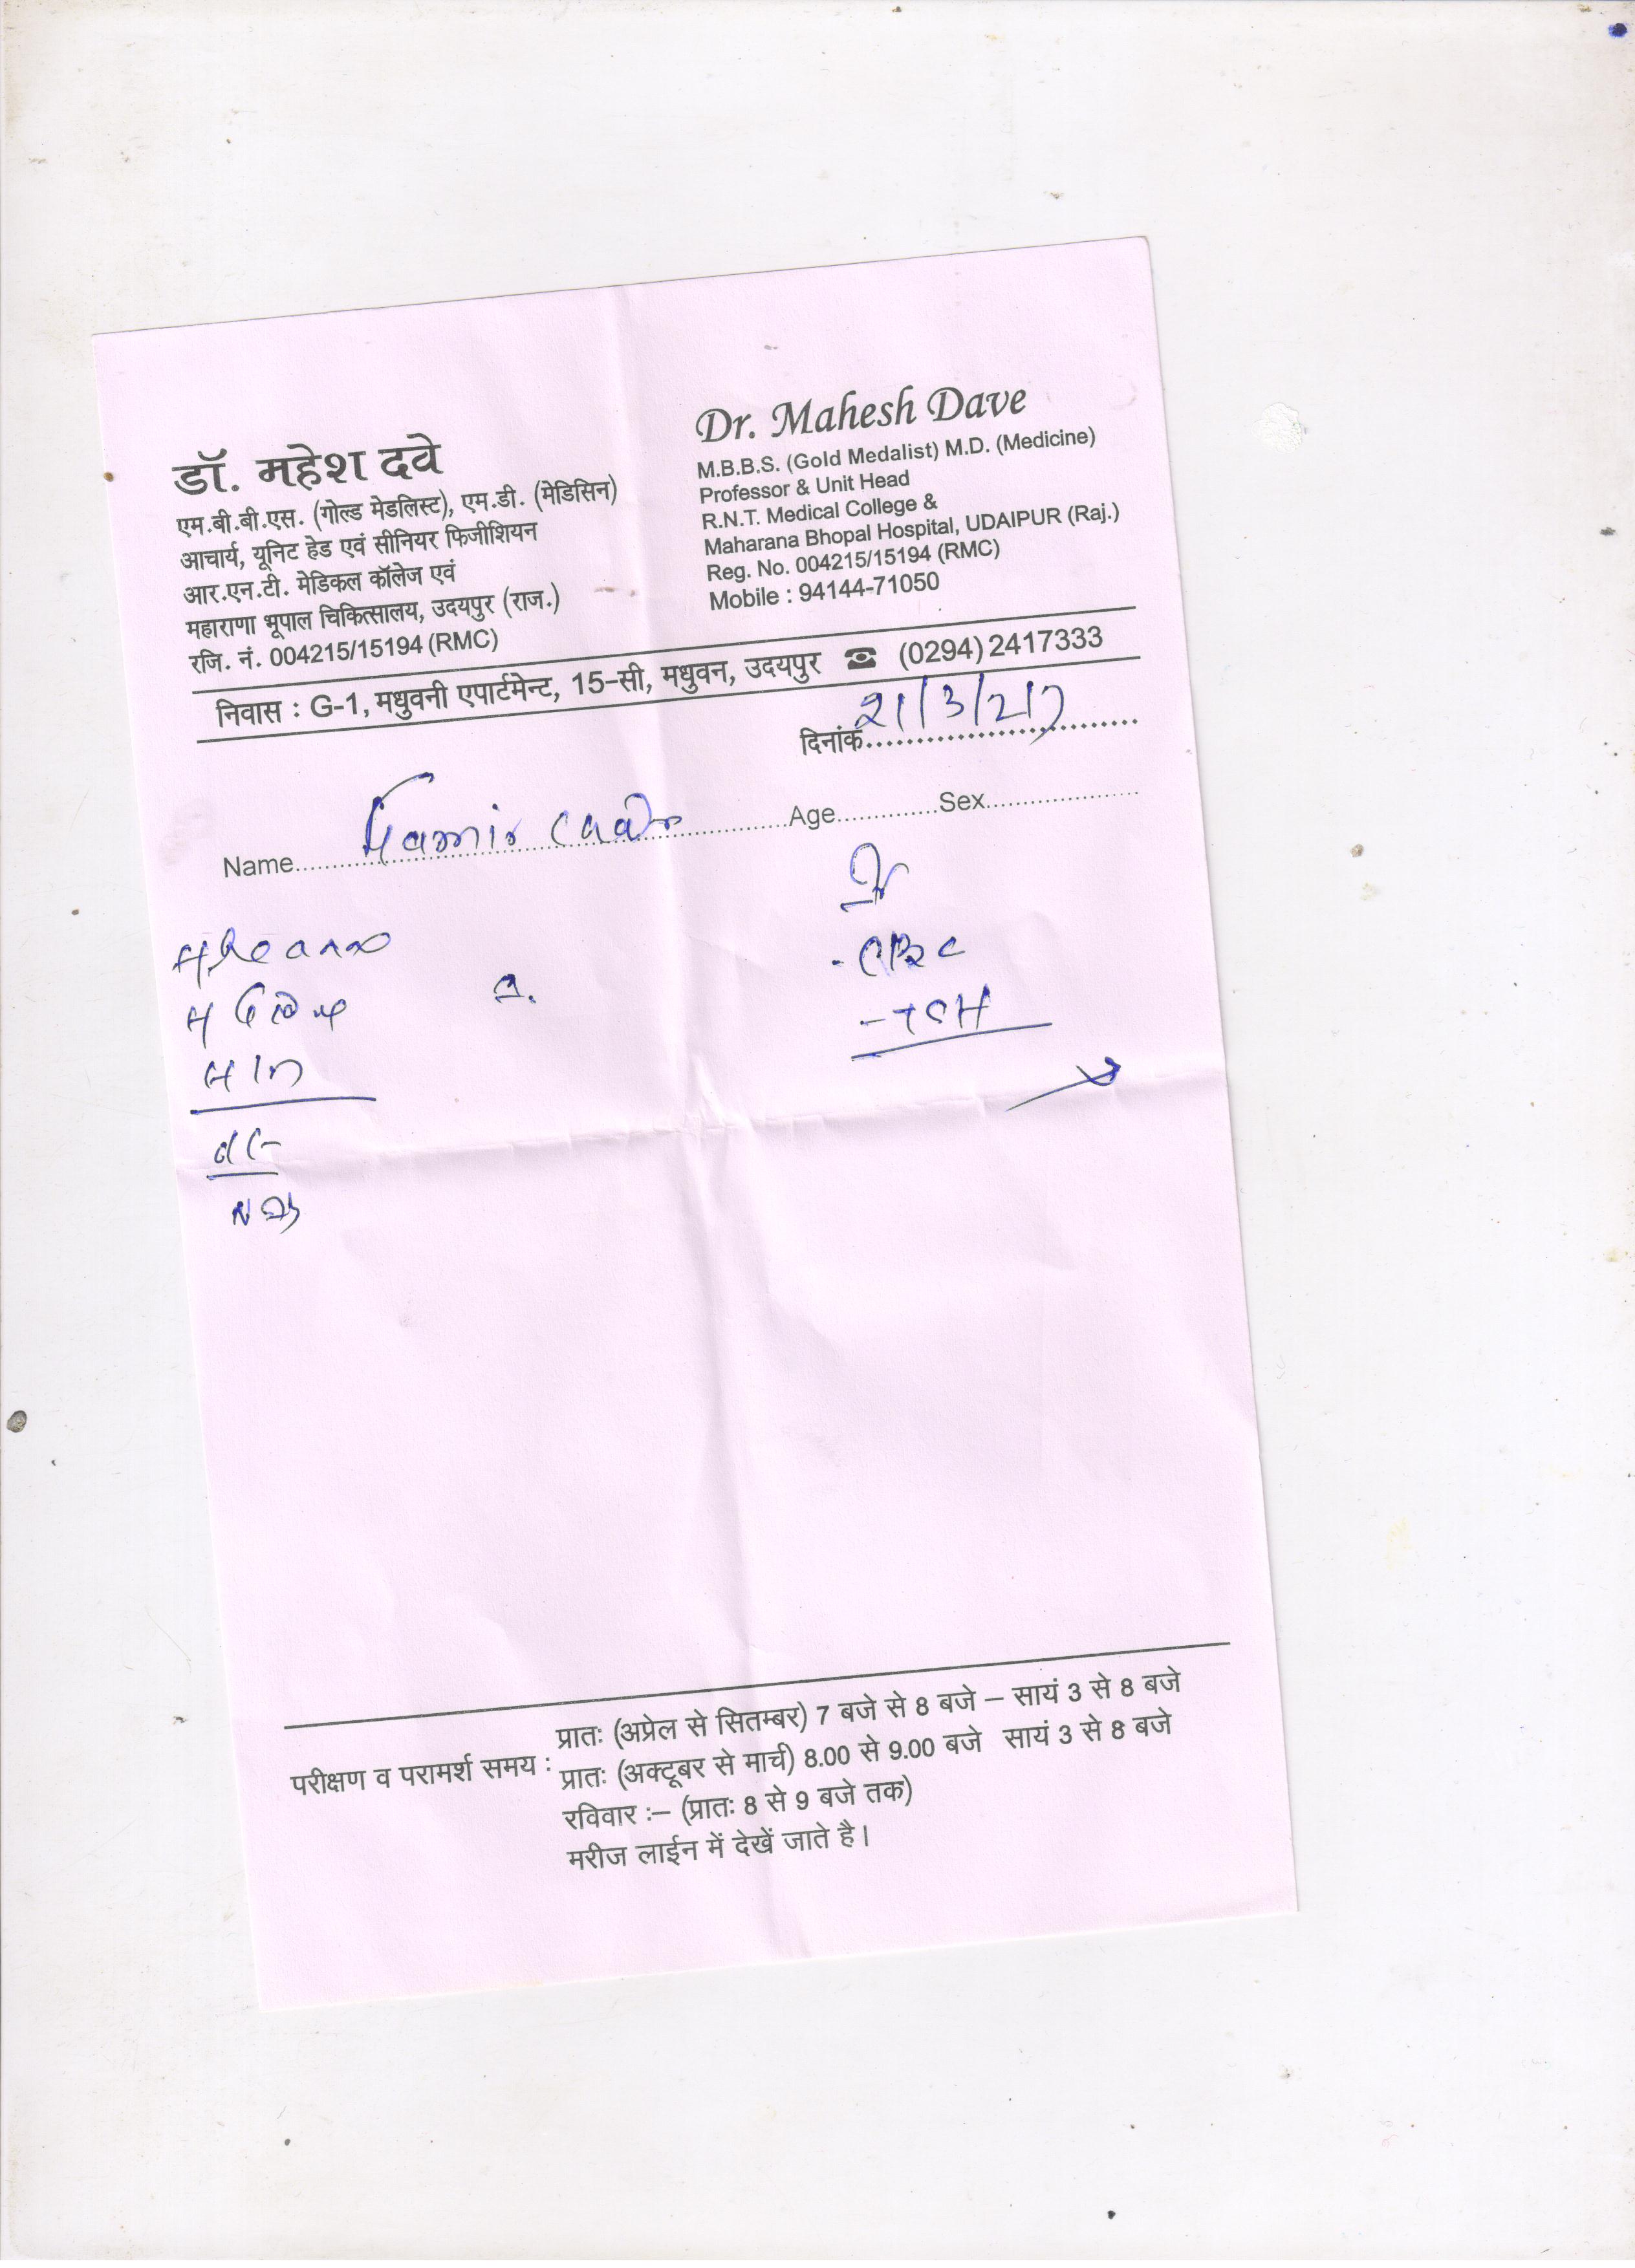 डॉ. महेश दवे
एम.बी.बी.एस. (गोल्ड मेडलिस्ट), एम.डी. (मेडिसिन)
आचार्य, यूनिट हेड एवं सीनियर फिजीशियन
आर.एन.टी. मेडिकल कॉलेज एवं
महाराणा भूपाल चिकित्सालय, उदयपुर (राज.)
रजि. नं. 004215/15194 (RMC)
Dr. Mahesh Dave
M.B.B.S. (Gold Medalist) M.D. (Medicine)
Professor & Unit Head
R.N.T. Medical College &
Maharana Bhopal Hospital, UDAIPUR (Raj.)
Reg. No. 004215/15194 (RMC)
Mobile : 94144-71050
निवास : G-1, मधुवनी एपार्टमेन्ट, 15-सी, मधुवन, उदयपुर ☎ (0294) 2417333
दिनांक 21/3/217
Name Age Sex
- CBC
- TSH
परीक्षण व परामर्श समय :
प्रातः (अप्रेल से सितम्बर) 7 बजे से 8 बजे – सायं 3 से 8 बजे
प्रातः (अक्टूबर से मार्च) 8.00 से 9.00 बजे सायं 3 से 8 बजे
रविवार :– (प्रातः 8 से 9 बजे तक)
मरीज लाईन में देखें जाते है।